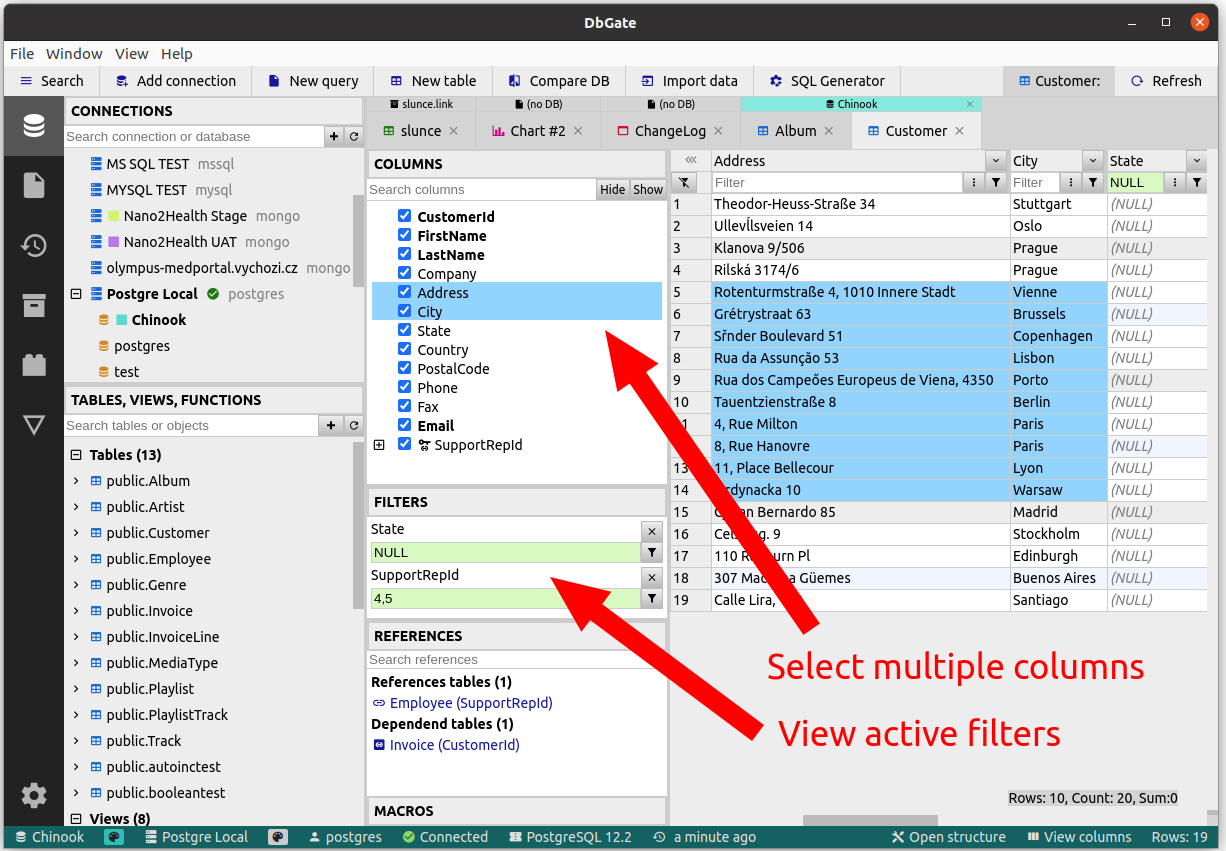 DbGate
File Window View Help
Search Add connection New query New table Compare DB Import data SQL Generator Customer: Refresh
CONNECTIONS
Search connection or database
MS SQL TEST mssql
MYSQL TEST mysql
Nano2Health Stage mongo
Nano2Health UAT mongo
olympus-medportal.vychozi.cz mongo
Postgre Local postgres
Chinook
postgres
test
TABLES, VIEWS, FUNCTIONS
Search tables or objects
Tables (13)
public.Album
public.Artist
public.Customer
public.Employee
public.Genre
public.Invoice
public.InvoiceLine
public.MediaType
public.Playlist
public.PlaylistTrack
public.Track
public.autoinctest
public.booleantest
Views (8)
slunce.link (no DB) (no DB) Chinook
slunce Chart #2 ChangeLog Album Customer
COLUMNS
Search columns Hide Show
CustomerId
FirstName
LastName
Company
Address
City
State
Country
PostalCode
Phone
Fax
Email
SupportRepId
FILTERS
State
NULL
SupportRepId
4,5
REFERENCES
Search references
References tables (1)
Employee (SupportRepId)
Dependend tables (1)
Invoice (CustomerId)
MACROS
Address City State
Filter Filter NULL
1 Theodor-Heuss-Straße 34 Stuttgart (NULL)
2 Ullevĺlsveien 14 Oslo (NULL)
3 Klanova 9/506 Prague (NULL)
4 Rilská 3174/6 Prague (NULL)
5 Rotenturmstraße 4, 1010 Innere Stadt Vienne (NULL)
6 Grétrystraat 63 Brussels (NULL)
7 Sřnder Boulevard 51 Copenhagen (NULL)
8 Rua da Assunção 53 Lisbon (NULL)
9 Rua dos Campeőes Europeus de Viena, 4350 Porto (NULL)
10 Tauentzienstraße 8 Berlin (NULL)
4, Rue Milton Paris (NULL)
8, Rue Hanovre Paris (NULL)
13 11, Place Bellecour Lyon (NULL)
14 10 Warsaw (NULL)
15 Bernardo 85 Madrid (NULL)
16 9 Stockholm (NULL)
17 110 Pl Edinburgh (NULL)
18 307 Güemes Buenos Aires (NULL)
19 Calle Lira, Santiago (NULL)
Select multiple columns
View active filters
Rows: 10, Count: 20, Sum:0
Chinook Postgre Local postgres Connected PostgreSQL 12.2 a minute ago Open structure View columns Rows: 19